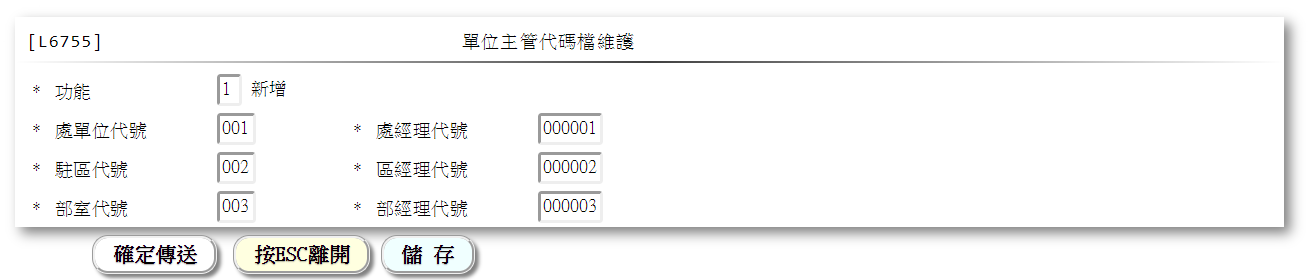 [L6755] 單位主管代碼檔維護
* 功能 1 新增
* 處單位代號 001 * 處經理代號 000001
* 駐區代號 002 * 區經理代號 000002
* 部室代號 003 * 部經理代號 000003
確定傳送 按ESC離開 儲 存